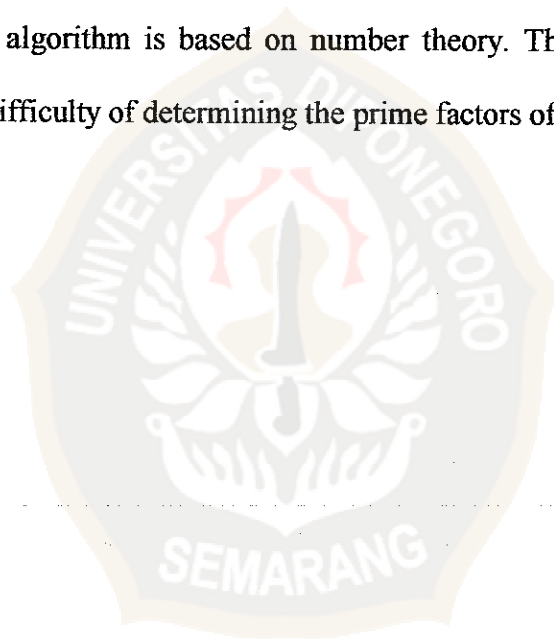 algorithm is based on number theory. Th
ifficulty of determining the prime factors of
UNIVERSITAS DIPONEGORO
SEMARANG